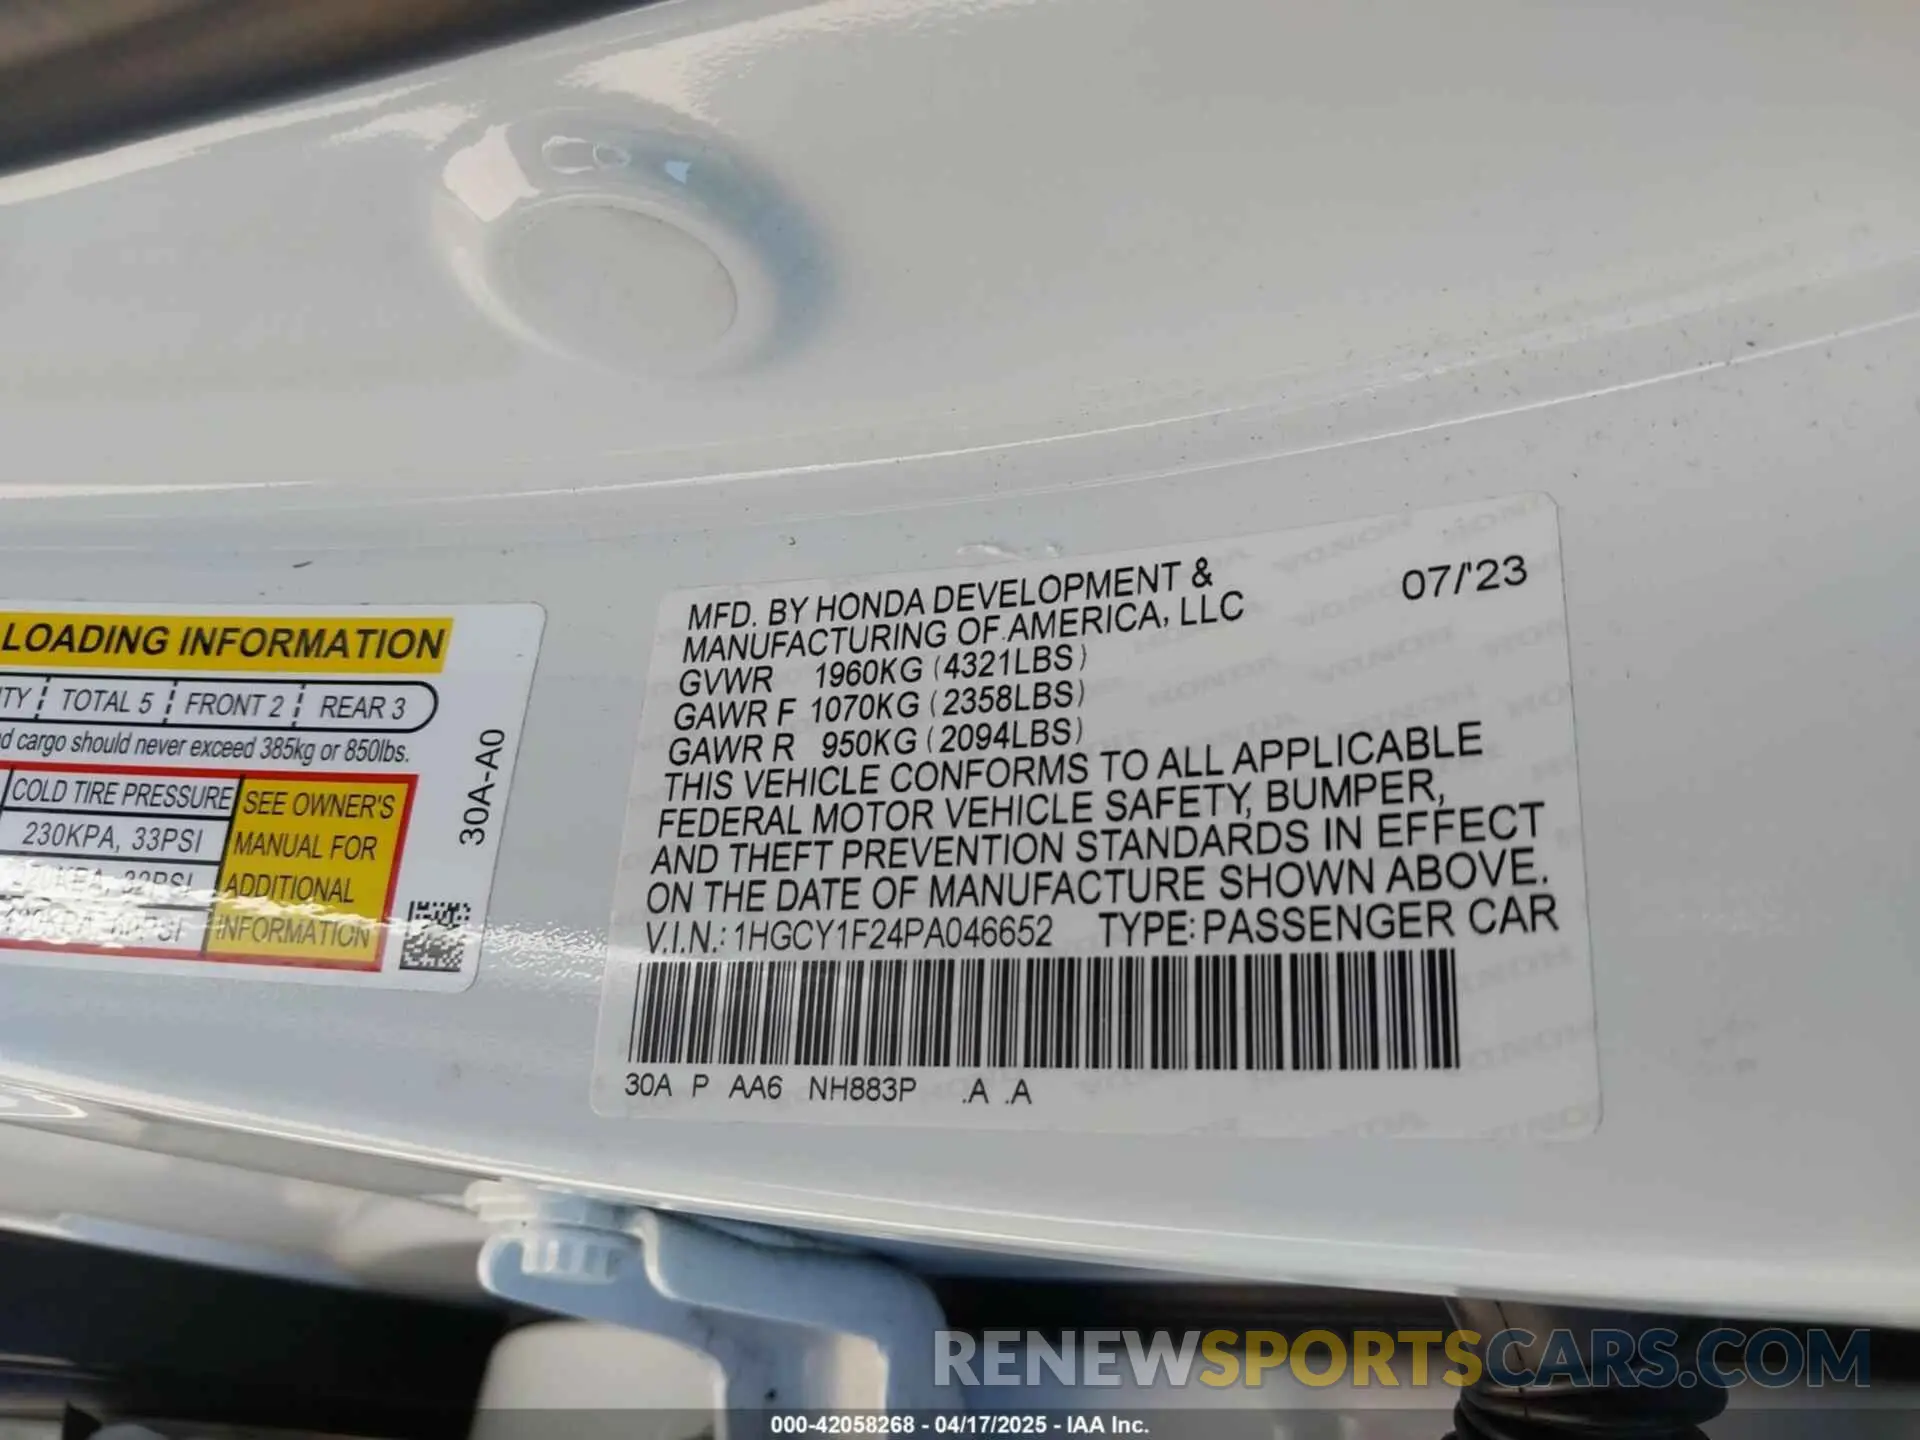 LOADING INFORMATION
TOTAL 5 FRONT 2 REAR 3
cargo should never exceed 385kg or 850lbs.
COLD TIRE PRESSURE
230KPA, 33PSI
SEE OWNER'S
MANUAL FOR
ADDITIONAL
INFORMATION
30A-A0
MFD. BY HONDA DEVELOPMENT &
MANUFACTURING OF AMERICA, LLC
07/'23
GVWR 1960KG (4321LBS)
GAWR F 1070KG (2358LBS)
GAWR R 950KG (2094LBS)
THIS VEHICLE CONFORMS TO ALL APPLICABLE
FEDERAL MOTOR VEHICLE SAFETY, BUMPER,
AND THEFT PREVENTION STANDARDS IN EFFECT
ON THE DATE OF MANUFACTURE SHOWN ABOVE.
V.I.N.: 1HGCY1F24PA046652 TYPE: PASSENGER CAR
30A P AA6 NH883P .A .A
RENEWSPORTSCARS.COM
000-42058268 - 04/17/2025 - IAA Inc.